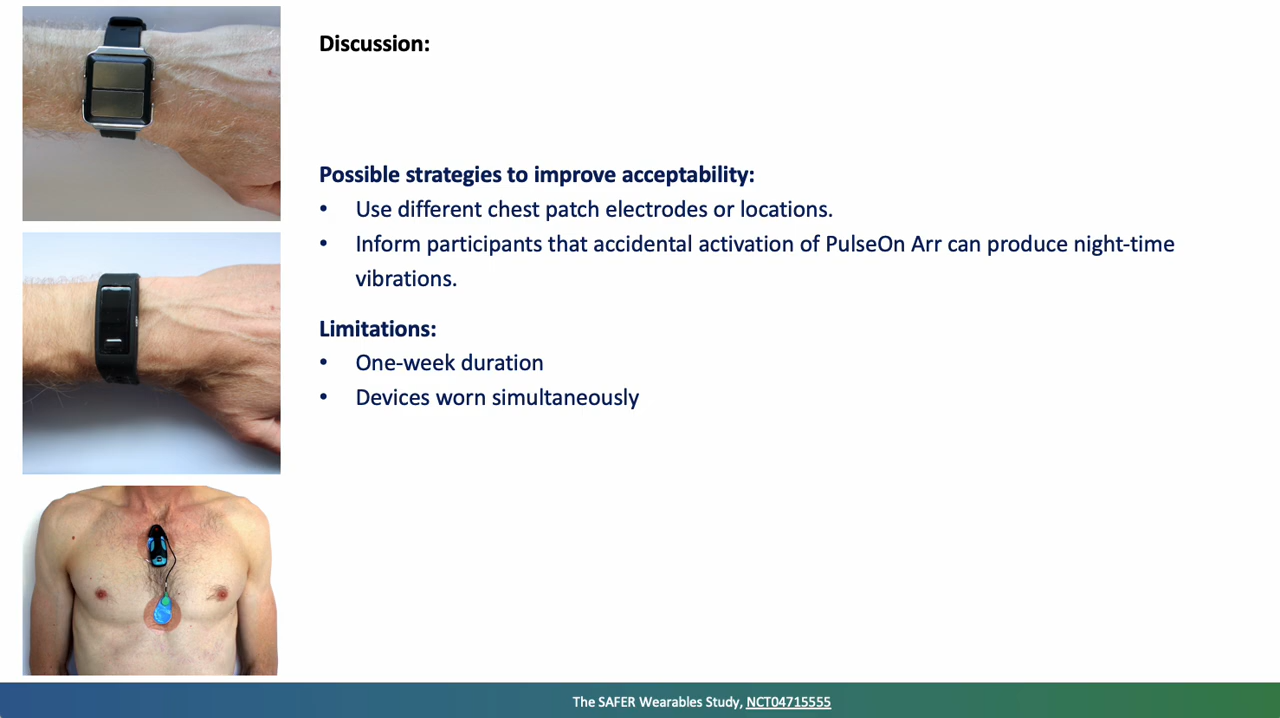 Discussion:
Possible strategies to improve acceptability:
• Use different chest patch electrodes or locations.
• Inform participants that accidental activation of PulseOn Arr can produce night-time
vibrations.
Limitations:
• One-week duration
• Devices worn simultaneously
The SAFER Wearables Study, NCT04715555